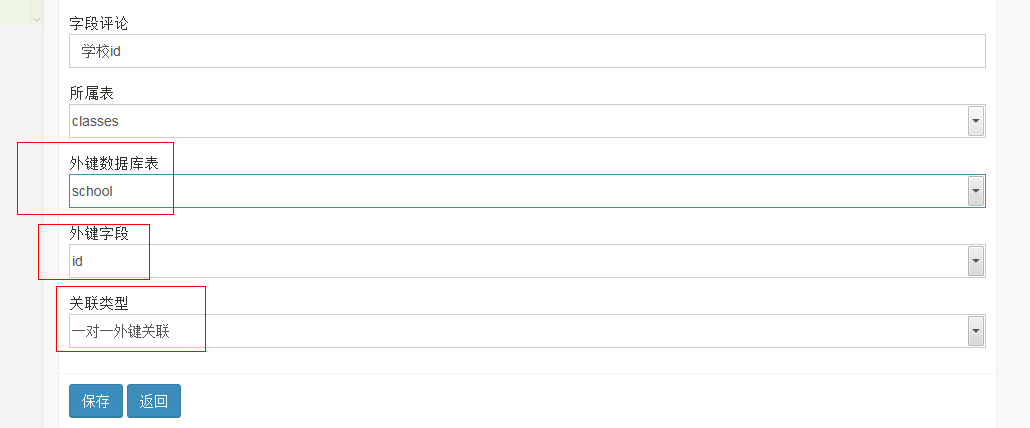 字段评论
学校id
所属表
classes
外键数据库表
school
外键字段
id
关联类型
一对一外键关联
保存 返回